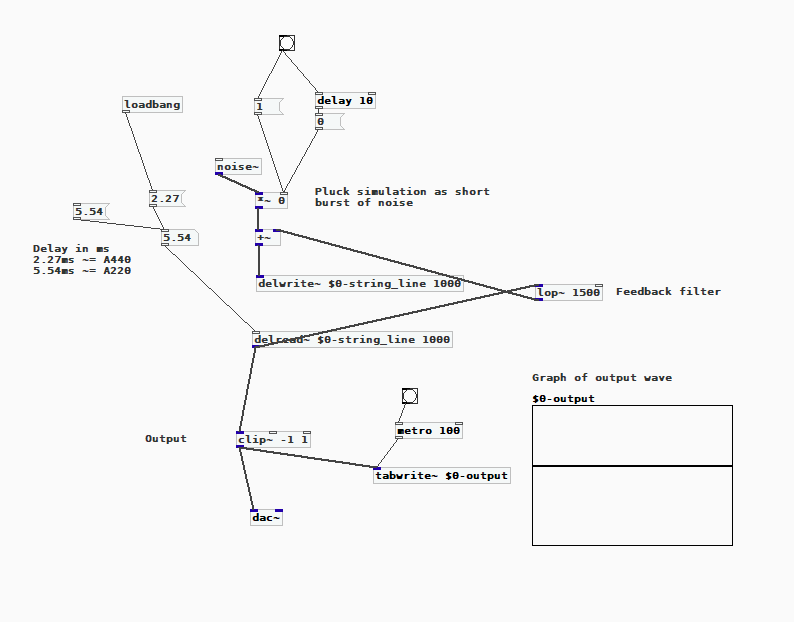 loadbang
1
delay 10
0
noise~
2.27
*~ 0
Pluck simulation as short
burst of noise
5.54
5.54
+~
Delay in ms
2.27ms ~= A440
5.54ms ~= A220
delwrite~ $0-string_line 1000
lop~ 1500
Feedback filter
delread~ $0-string_line 1000
Graph of output wave
$0-output
metro 100
Output
clip~ -1 1
tabwrite~ $0-output
dac~